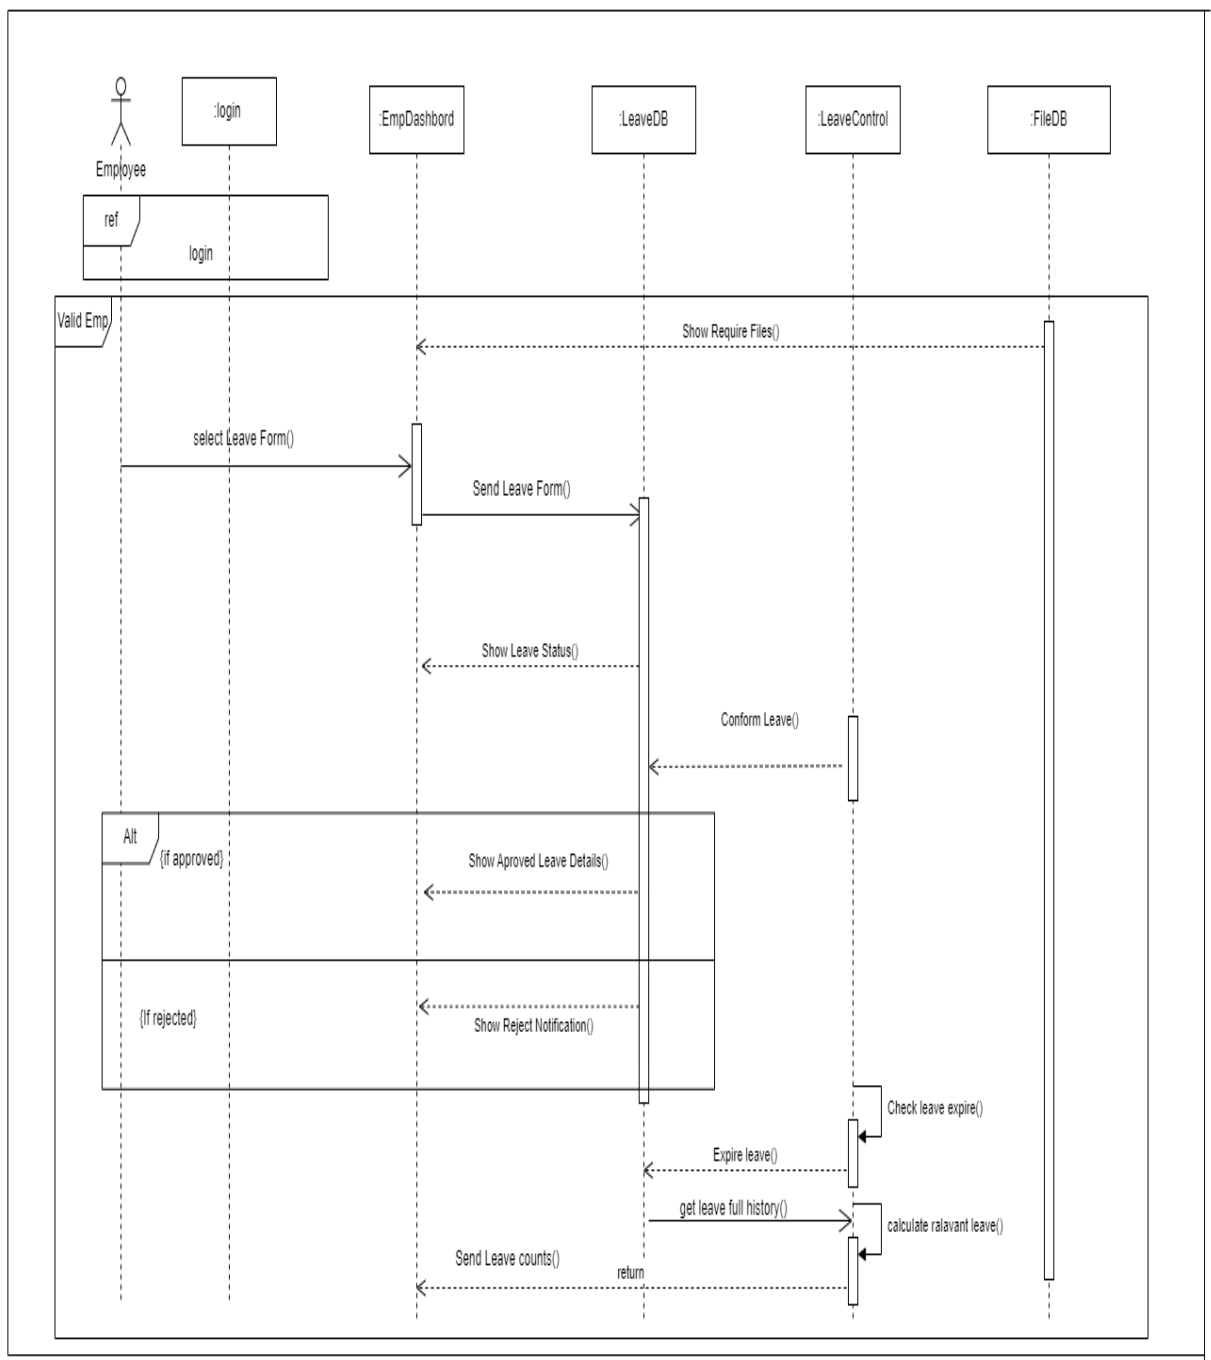 :login
:EmpDashbord
:LeaveDB
:LeaveControl
:FileDB
Employee
ref
login
Valid Emp
Show Require Files()
select Leave Form()
Send Leave Form()
Show Leave Status()
Conform Leave()
Alt
{if approved}
Show Aproved Leave Details()
{If rejected}
Show Reject Notification()
Check leave expire()
Expire leave()
get leave full history()
calculate ralavant leave()
Send Leave counts()
return